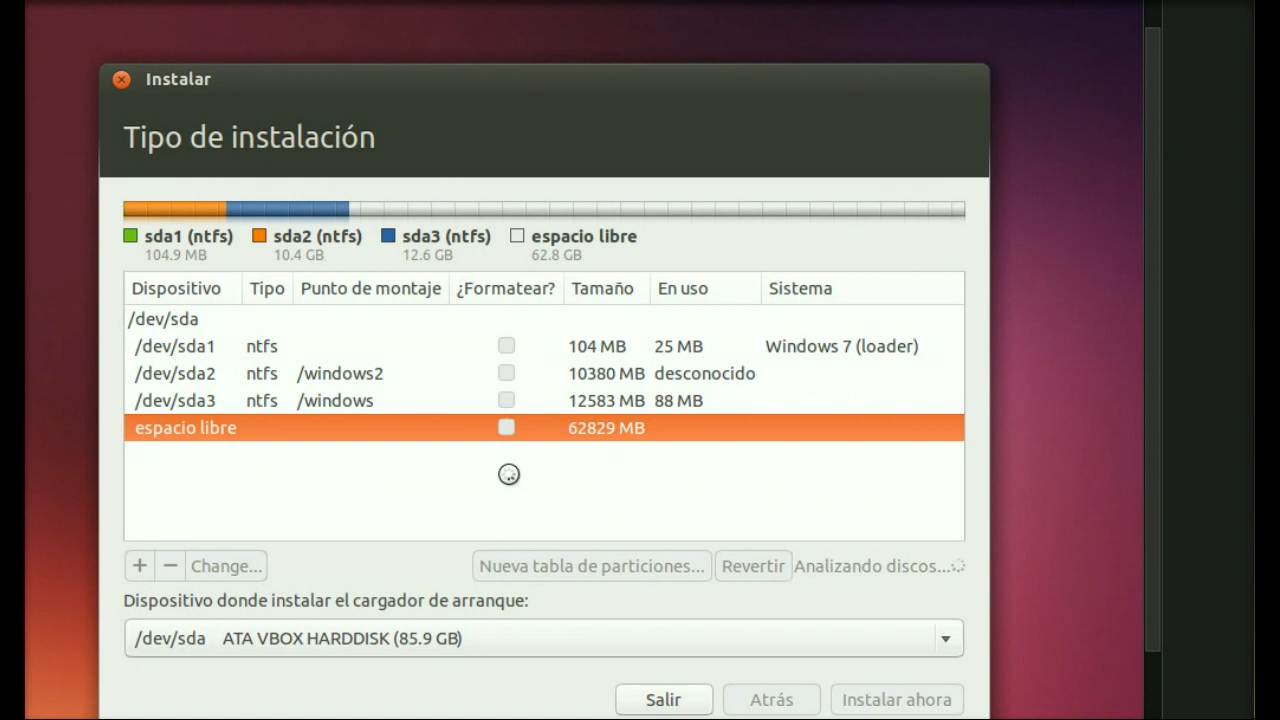 Instalar
Tipo de instalación
sda1 (ntfs) sda2 (ntfs) sda3 (ntfs) espacio libre
104.9 MB 10.4 GB 12.6 GB 62.8 GB
Dispositivo Tipo Punto de montaje ¿Formatear? Tamaño En uso Sistema
/dev/sda
/dev/sda1 ntfs 104 MB 25 MB Windows 7 (loader)
/dev/sda2 ntfs /windows2 10380 MB desconocido
/dev/sda3 ntfs /windows 12583 MB 88 MB
espacio libre 62829 MB
+ − Change... Nueva tabla de particiones... Revertir Analizando discos...
Dispositivo donde instalar el cargador de arranque:
/dev/sda ATA VBOX HARDDISK (85.9 GB)
Salir Atrás Instalar ahora